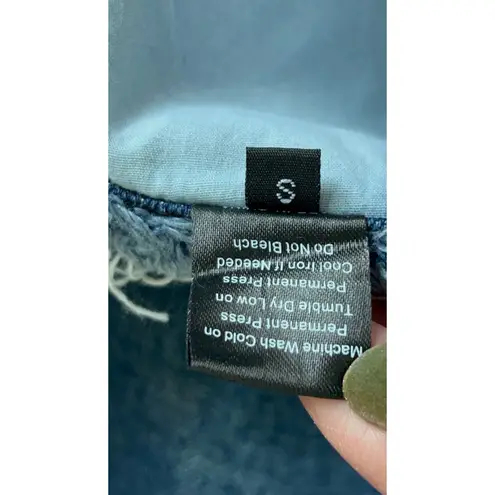 S
Machine Wash Cold on
Permanent Press
Tumble Dry Low on
Permanent Press
Cool Iron If Needed
Do Not Bleach